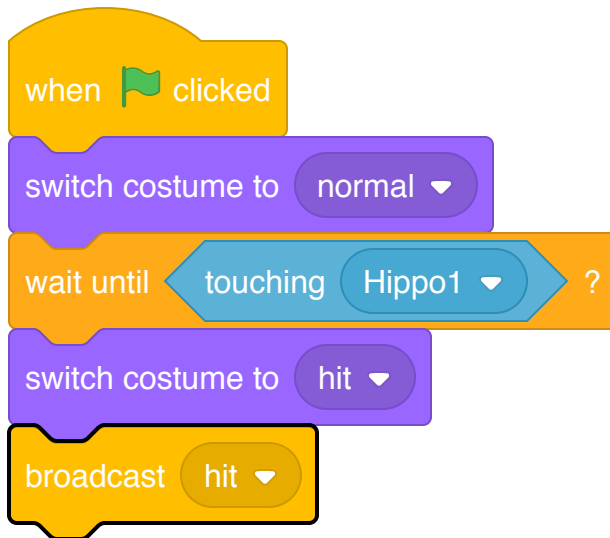 when clicked
switch costume to normal
wait until touching Hippo1 ?
switch costume to hit
broadcast hit